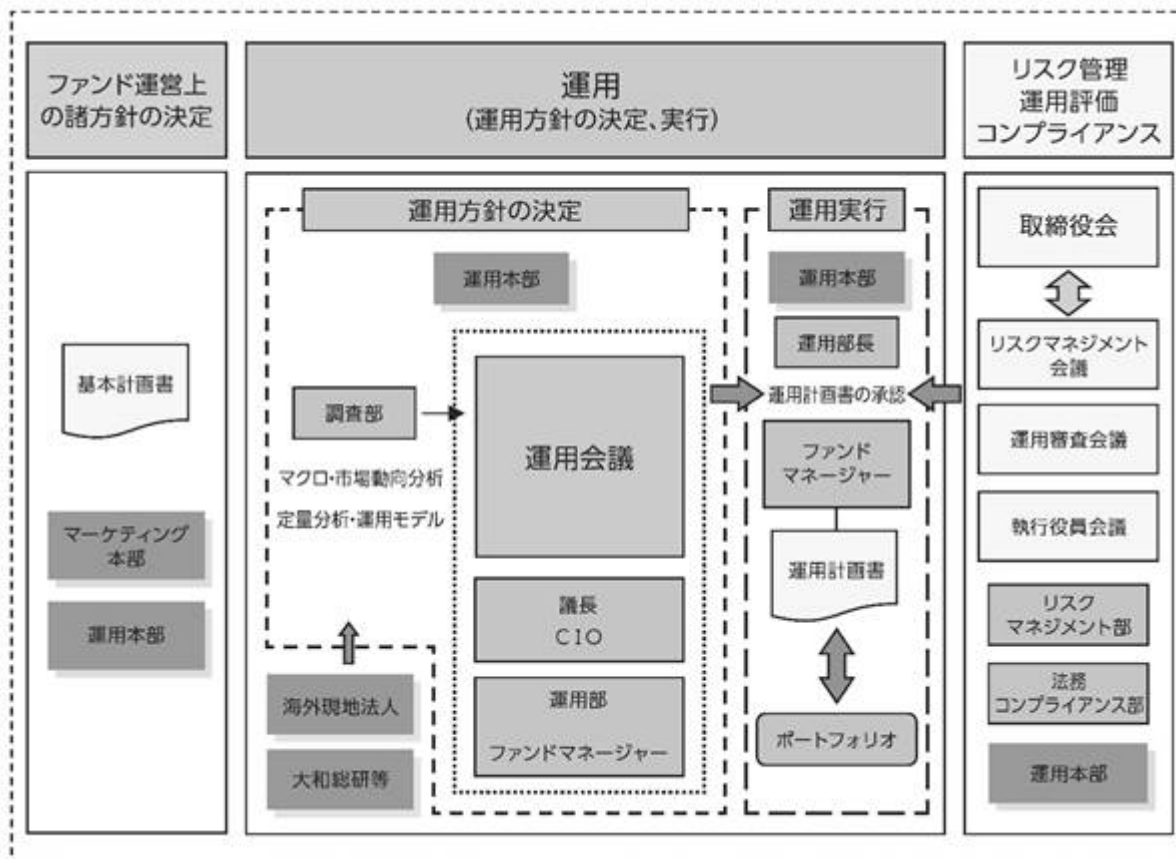 ファンド運営上
の諸方針の決定
運用
(運用方針の決定、実行)
リスク管理
運用評価
コンプライアンス
基本計画書
マーケティング
本部
運用本部
運用方針の決定
運用本部
調査部
マクロ・市場動向分析
定量分析・運用モデル
海外現地法人
大和総研等
運用会議
議長
CIO
運用部
ファンドマネージャー
運用実行
運用本部
運用部長
運用計画書の承認
ファンド
マネージャー
運用計画書
ポートフォリオ
取締役会
リスクマネジメント
会議
運用審査会議
執行役員会議
リスク
マネジメント部
法務
コンプライアンス部
運用本部